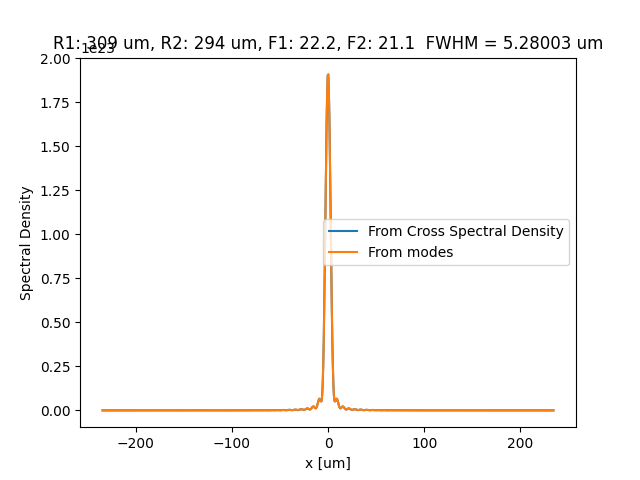 R1: 309 um, R2: 294 um, F1: 22.2, F2: 21.1  FWHM = 5.28003 um
1e23
2.00
1.75
1.50
1.25
1.00
0.75
0.50
0.25
0.00
Spectral Density
From Cross Spectral Density
From modes
−200
−100
0
100
200
x [um]